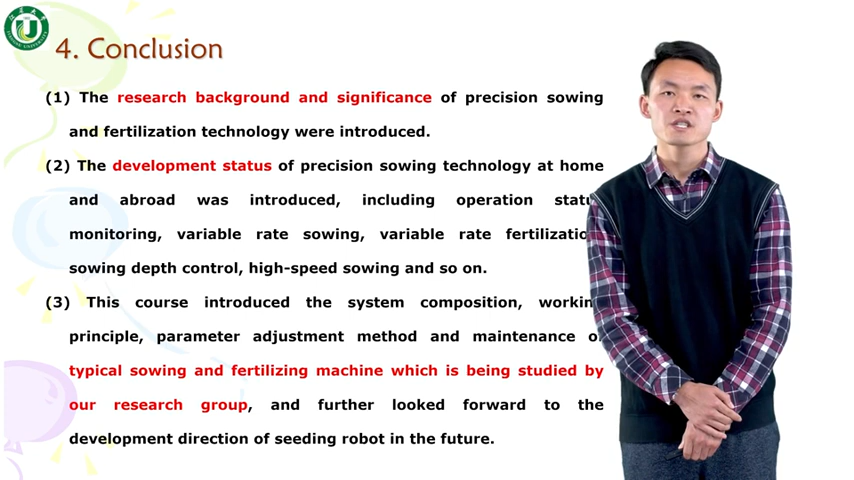 4. Conclusion
(1) The research background and significance of precision sowing
and fertilization technology were introduced.
(2) The development status of precision sowing technology at home
and abroad was introduced, including operation
monitoring, variable rate sowing, variable rate
sowing depth control, high-speed sowing and so on.
(3) This course introduced the system composition,
principle, parameter adjustment method and maintenance
typical sowing and fertilizing machine which is being studied by
our research group, and further looked forward to the
development direction of seeding robot in the future.